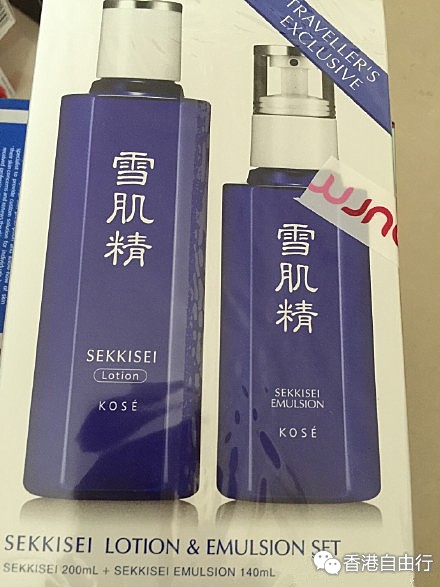 TRAVELLER'S
EXCLUSIVE
雪肌精
SEKKISEI
Lotion
KOSÉ
雪肌精
SEKKISEI
EMULSION
KOSÉ
SEKKISEI LOTION & EMULSION SET
SEKKISEI 200mL + SEKKISEI EMULSION 140mL
香港自由行